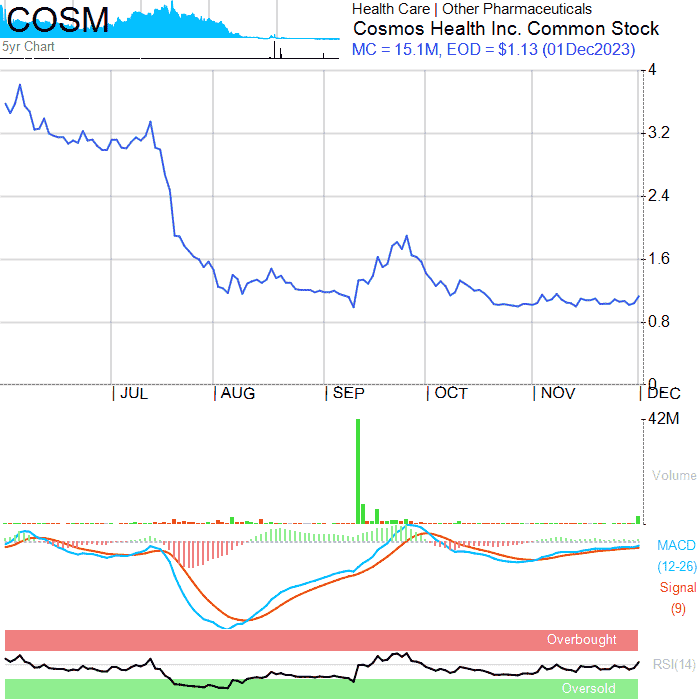 COSM
5yr Chart
Health Care | Other Pharmaceuticals
Cosmos Health Inc. Common Stock
MC = 15.1M, EOD = $1.13 (01Dec2023)
4
3.2
2.4
1.6
0.8
0
JUL
AUG
SEP
OCT
NOV
DEC
42M
Volume
MACD
(12-26)
Signal
(9)
Overbought
RSI(14)
Oversold